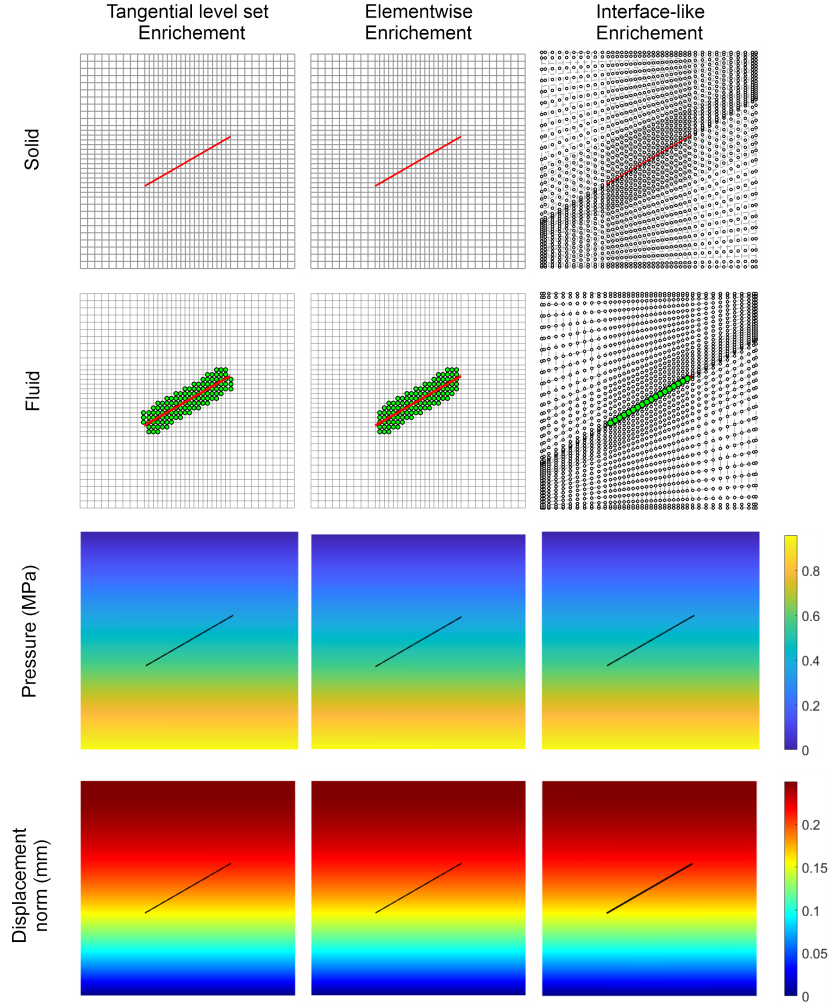 Tangential level set
Enrichement
Elementwise
Enrichement
Interface-like
Enrichement
Solid
Fluid
Pressure (MPa)
0.8
0.6
0.4
0.2
0
Displacement
norm (mm)
0.2
0.15
0.1
0.05
0